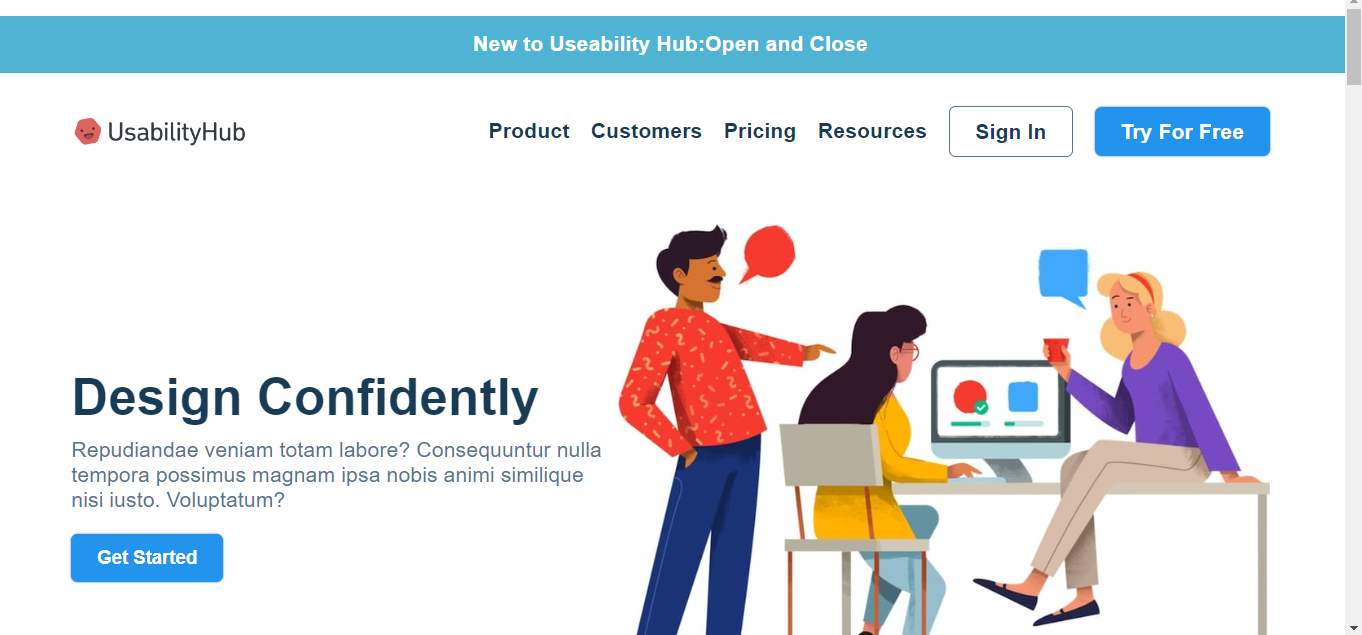 New to Useability Hub:Open and Close
UsabilityHub
Product Customers Pricing Resources Sign In Try For Free
Design Confidently
Repudiandae veniam totam labore? Consequuntur nulla
tempora possimus magnam ipsa nobis animi similique
nisi iusto. Voluptatum?
Get Started